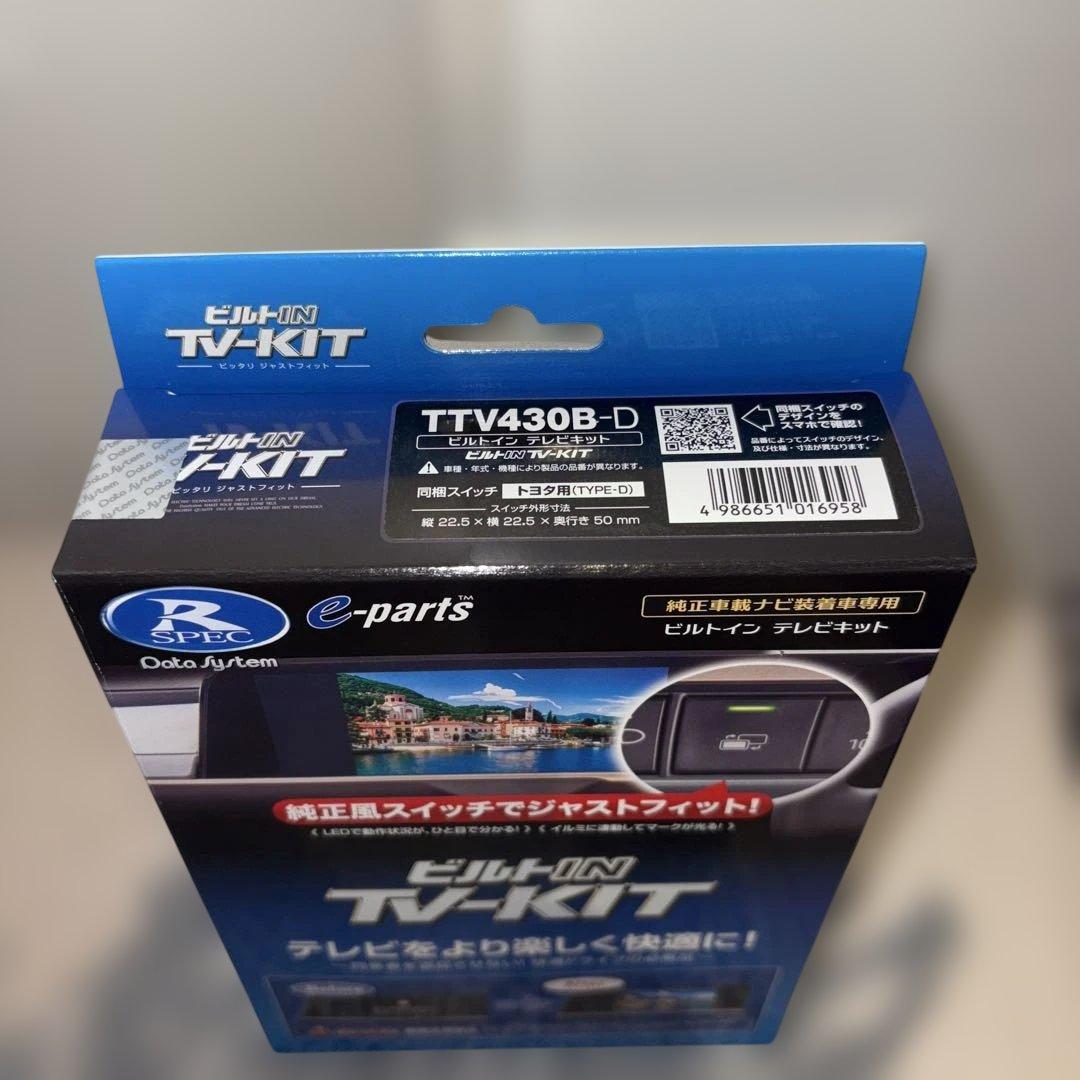 ビルトIN
TV-KIT
ピッタリ ジャストフィット
ビルトIN
V-KIT
ピッタリ ジャストフィット
Data System
TTV430B-D
ビルトイン テレビキット
ビルトIN TV-KIT
車種・年式・機種により製品の品番が異なります。
同梱スイッチ トヨタ用(TYPE-D)
スイッチ外形寸法
縦 22.5 × 横 22.5 × 奥行き 50 mm
同梱スイッチの
デザインを
スマホで確認!
品番によってスイッチのデザイン、
及び仕様・寸法が異なります。
4 986651 016958
R
SPEC
Data System
e-parts™
純正車載ナビ装着車専用
ビルトイン テレビキット
10
純正風スイッチでジャストフィット!
《 LEDで動作状況が、ひと目で分かる! 》《 イルミに連動してマークが光る! 》
ビルトIN
TV-KIT
テレビをより楽しく快適に!